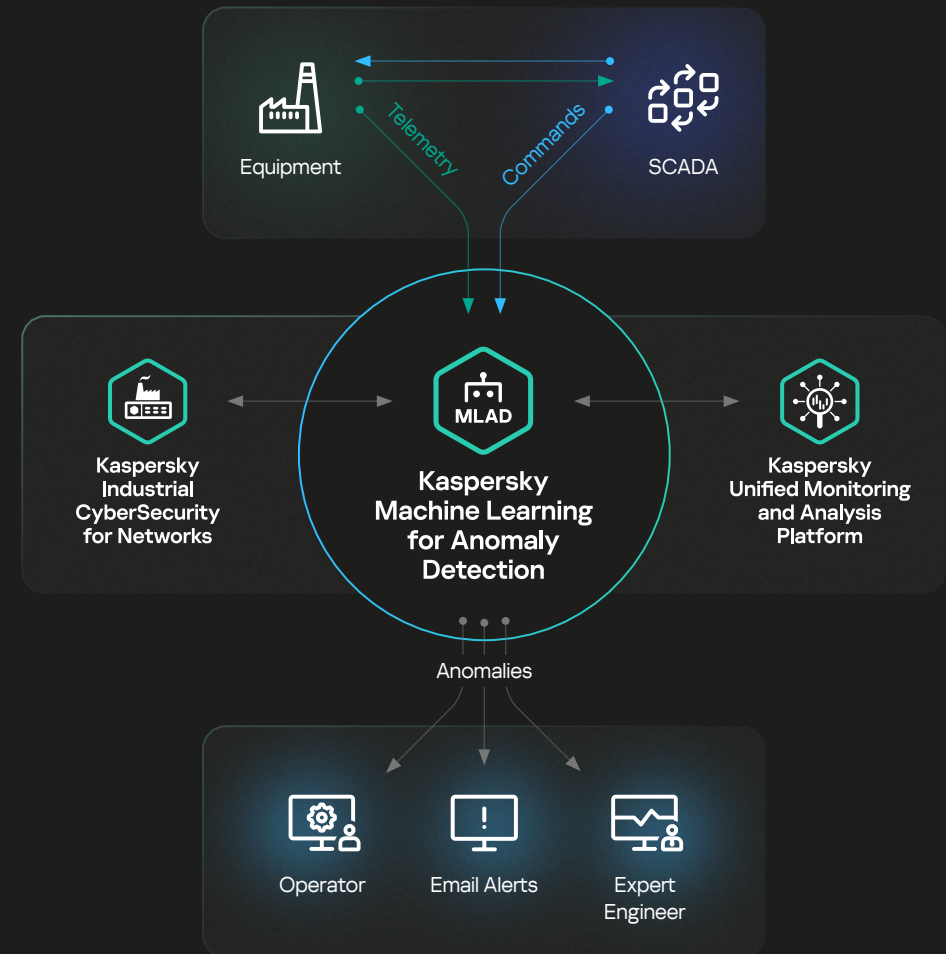 Telemetry
Commands
Equipment
SCADA
MLAD
Kaspersky
Industrial
CyberSecurity
for Networks
Kaspersky
Machine Learning
for Anomaly
Detection
Kaspersky
Unified Monitoring
and Analysis
Platform
Anomalies
Operator
Email Alerts
Expert
Engineer